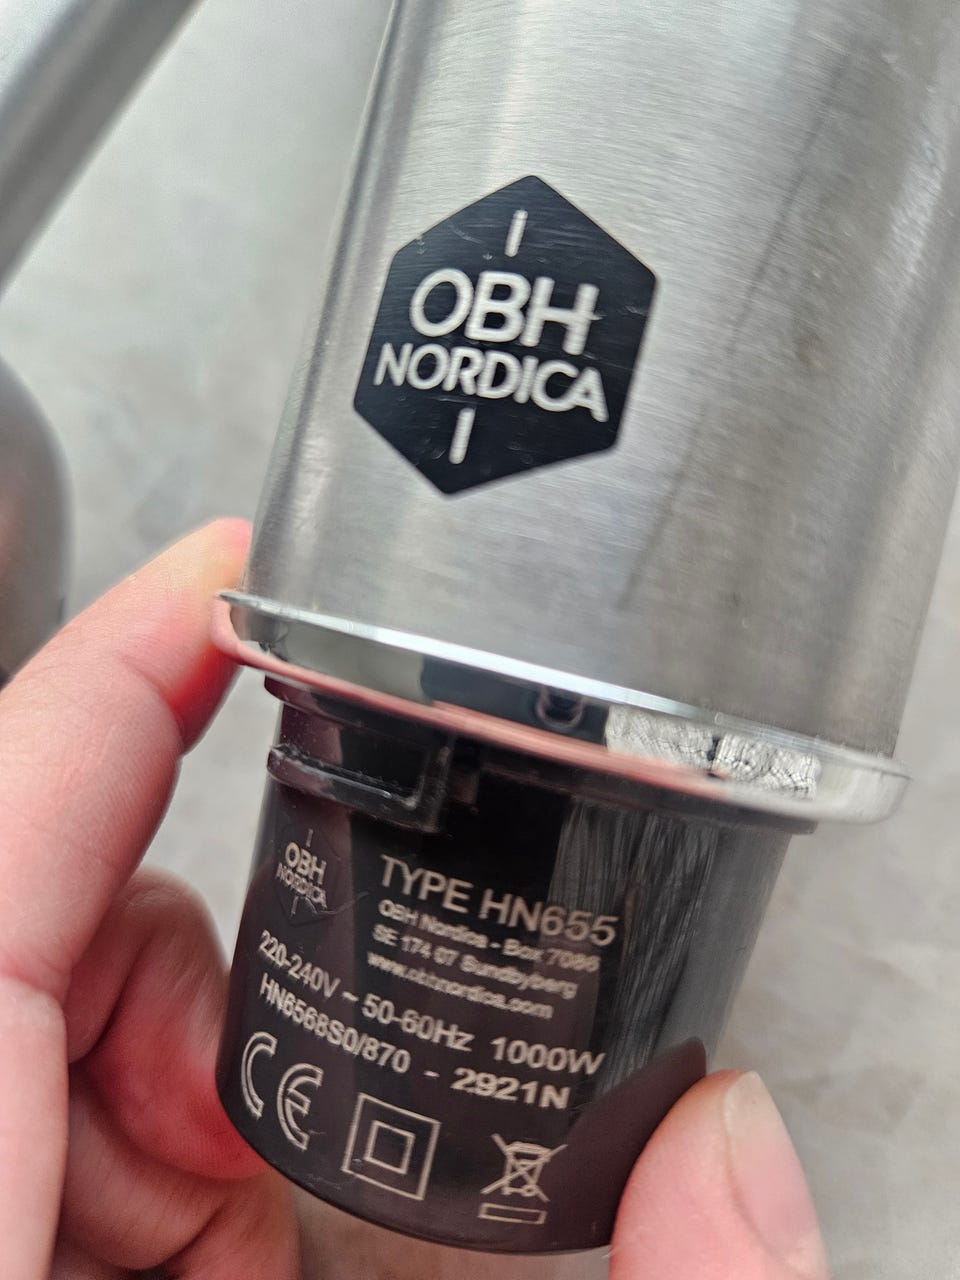 OBH
NORDICA
OBH
NORDICA
TYPE HN655
OBH Nordica - Box 7086
SE 174 07 Sundbyberg
www.obhnordica.com
220-240V ~ 50-60Hz 1000W
HN6568S0/870 - 2921N
CE